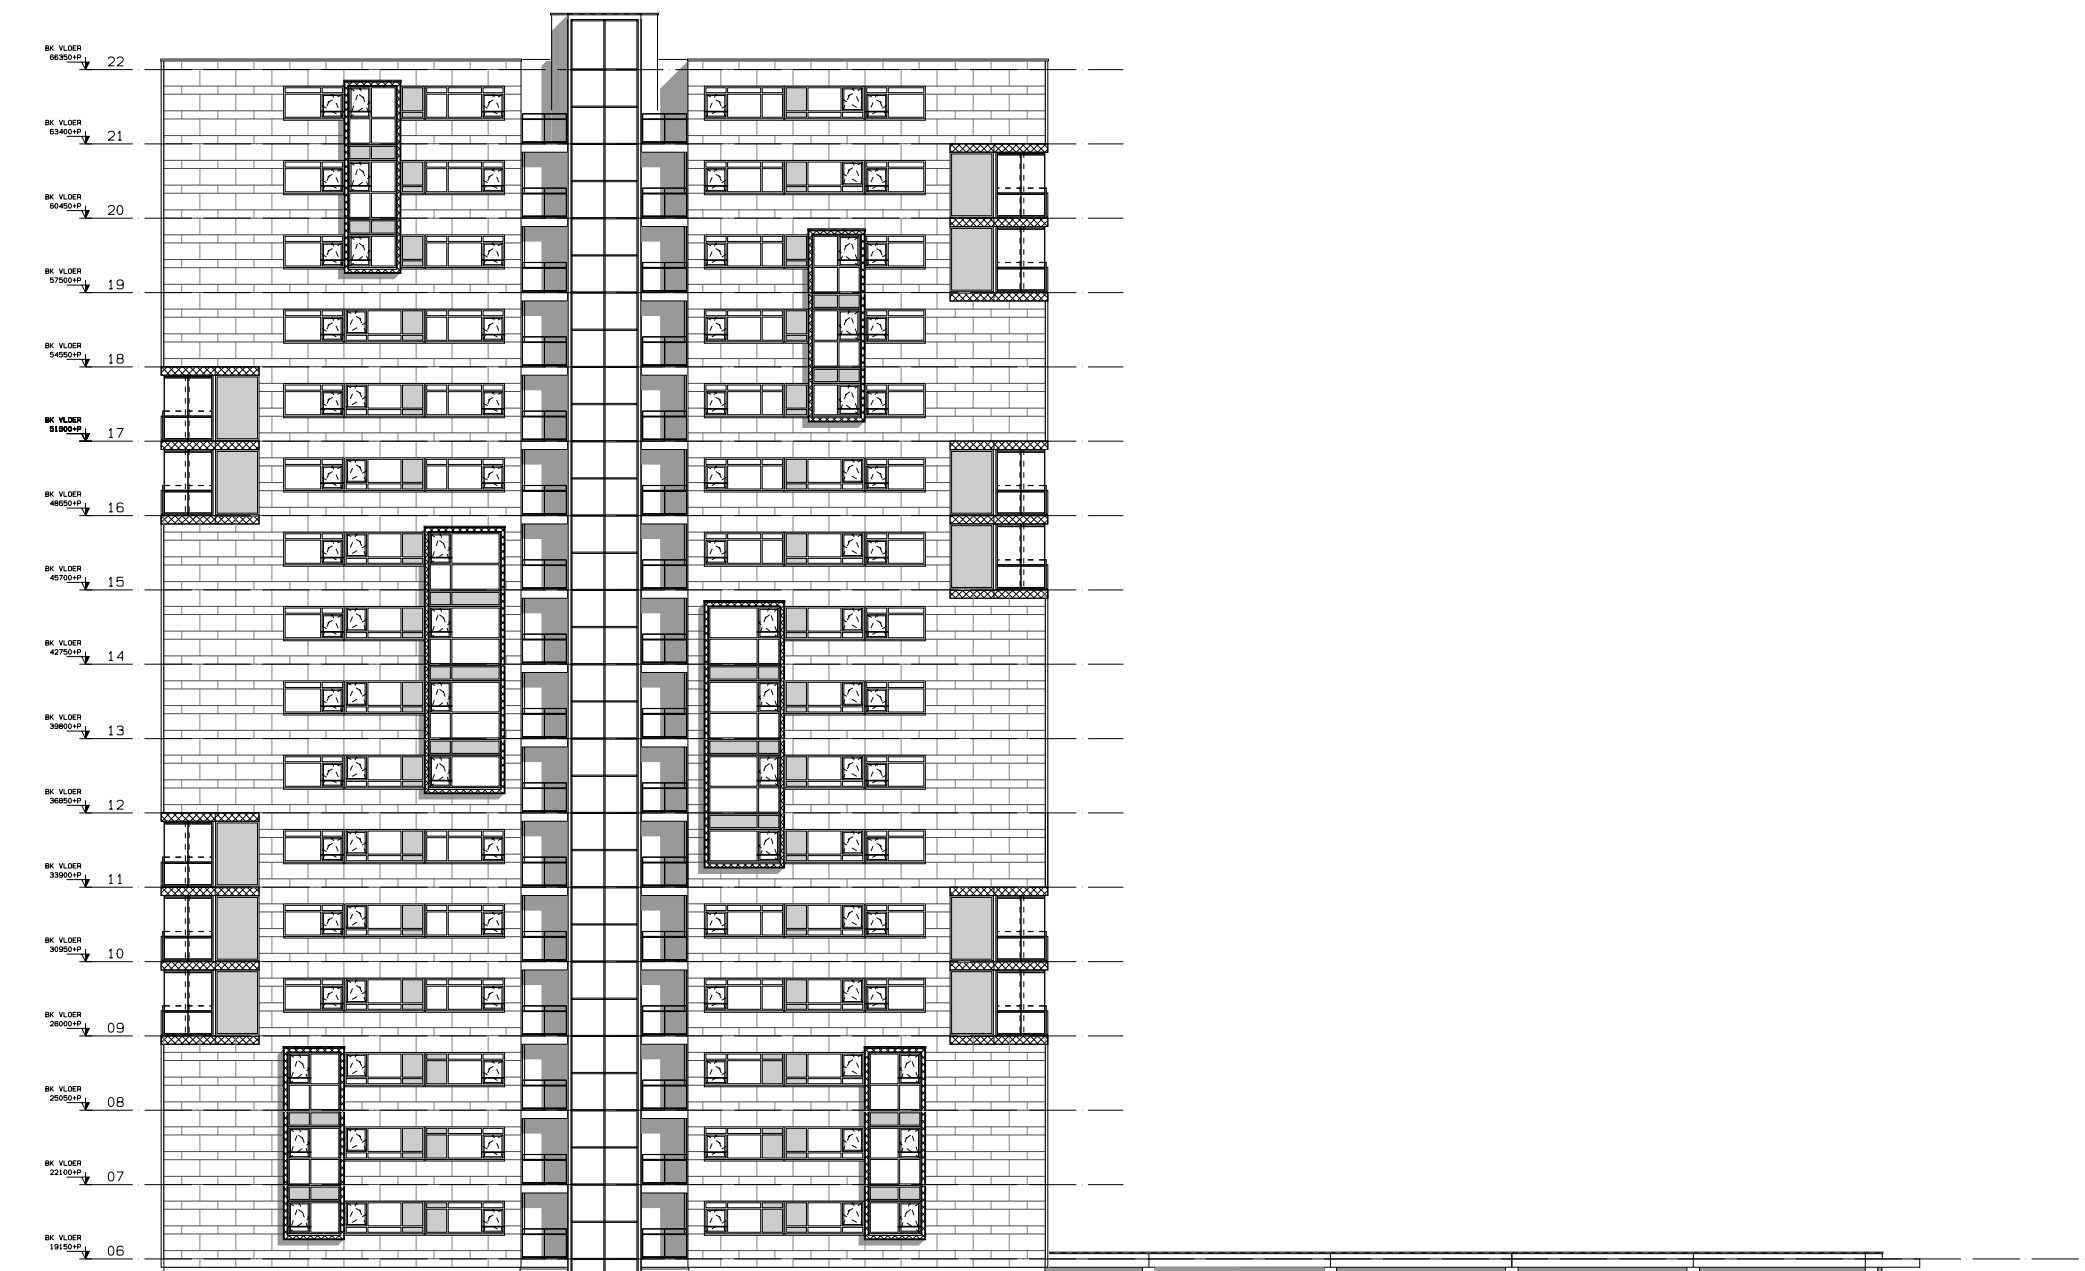 BK VLOER
66350+P 22
BK VLOER
63400+P 21
BK VLOER
60450+P 20
BK VLOER
57500+P 19
BK VLOER
54550+P 18
BK VLOER
17
BK VLOER
48650+P 16
BK VLOER
45700+P 15
BK VLOER
42750+P 14
BK VLOER
39800+P 13
BK VLOER
36850+P 12
BK VLOER
33900+P 11
BK VLOER
30950+P 10
BK VLOER
28000+P 09
BK VLOER
25050+P 08
BK VLOER
22100+P 07
BK VLOER
19150+P 06